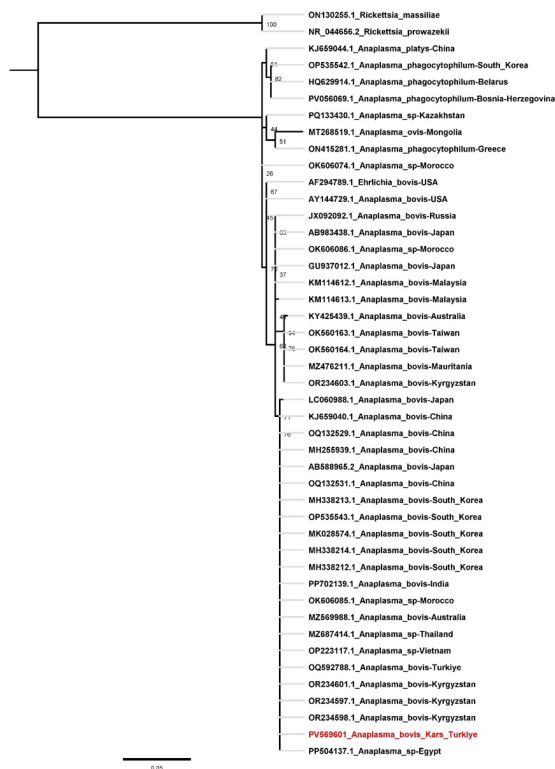 ON130255.1_Rickettsia_massiliae
100
NR_044656.2_Rickettsia_prowazekii
KJ659044.1_Anaplasma_platys-China
OP535542.1_Anaplasma_phagocytophilum-South_Korea
82
HQ629914.1_Anaplasma_phagocytophilum-Belarus
PV056069.1_Anaplasma_phagocytophilum-Bosnia-Herzegovina
PQ133430.1_Anaplasma_sp-Kazakhstan
44
MT268519.1_Anaplasma_ovis-Mongolia
51
ON415281.1_Anaplasma_phagocytophilum-Greece
OK606074.1_Anaplasma_sp-Morocco
26
AF294789.1_Ehrlichia_bovis-USA
67
AY144729.1_Anaplasma_bovis-USA
45
JX092092.1_Anaplasma_bovis-Russia
AB983438.1_Anaplasma_bovis-Japan
OK606086.1_Anaplasma_sp-Morocco
GU937012.1_Anaplasma_bovis-Japan
37
KM114612.1_Anaplasma_bovis-Malaysia
KM114613.1_Anaplasma_bovis-Malaysia
KY425439.1_Anaplasma_bovis-Australia
OK560163.1_Anaplasma_bovis-Taiwan
OK560164.1_Anaplasma_bovis-Taiwan
MZ476211.1_Anaplasma_bovis-Mauritania
OR234603.1_Anaplasma_bovis-Kyrgyzstan
LC060988.1_Anaplasma_bovis-Japan
KJ659040.1_Anaplasma_bovis-China
76
OQ132529.1_Anaplasma_bovis-China
MH255939.1_Anaplasma_bovis-China
AB588965.2_Anaplasma_bovis-Japan
OQ132531.1_Anaplasma_bovis-China
MH338213.1_Anaplasma_bovis-South_Korea
OP535543.1_Anaplasma_bovis-South_Korea
MK028574.1_Anaplasma_bovis-South_Korea
MH338214.1_Anaplasma_bovis-South_Korea
MH338212.1_Anaplasma_bovis-South_Korea
PP702139.1_Anaplasma_bovis-India
OK606085.1_Anaplasma_sp-Morocco
MZ569988.1_Anaplasma_bovis-Australia
MZ687414.1_Anaplasma_sp-Thailand
OP223117.1_Anaplasma_sp-Vietnam
OQ592788.1_Anaplasma_bovis-Turkiye
OR234601.1_Anaplasma_bovis-Kyrgyzstan
OR234597.1_Anaplasma_bovis-Kyrgyzstan
OR234598.1_Anaplasma_bovis-Kyrgyzstan
PV569601_Anaplasma_bovis_Kars_Turkiye
PP504137.1_Anaplasma_sp-Egypt
0.05